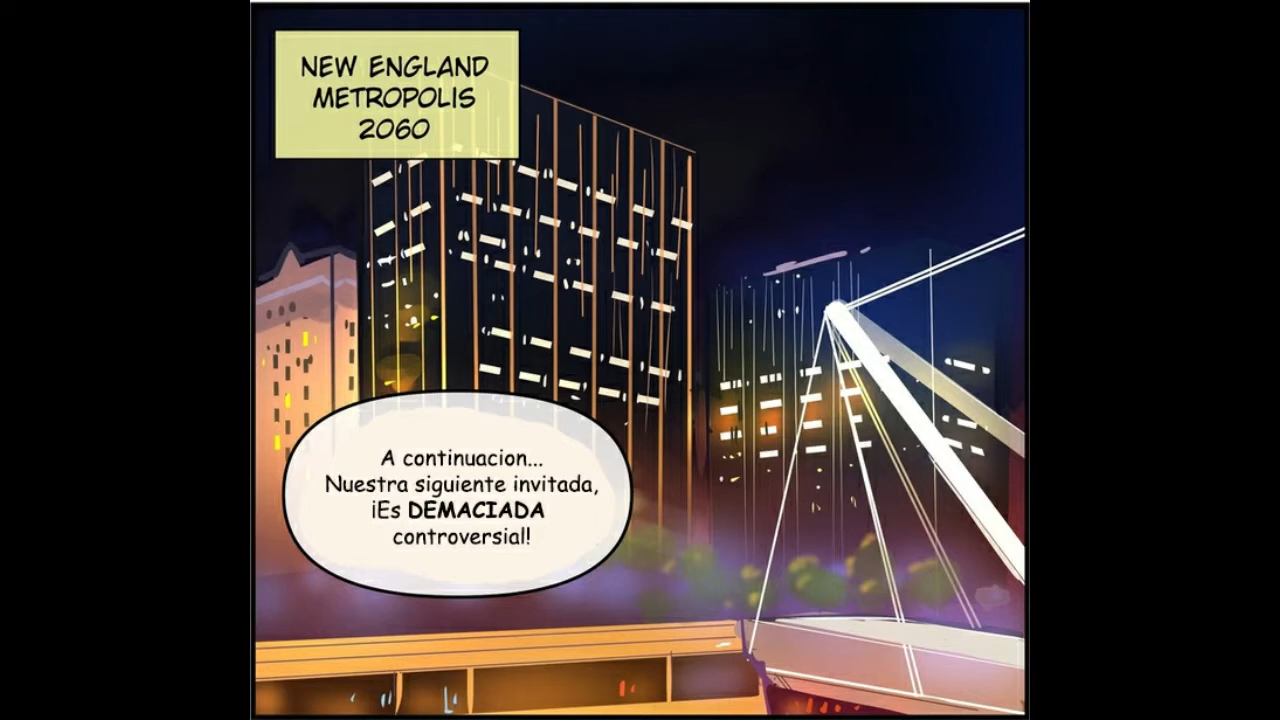 NEW ENGLAND
METROPOLIS
2060
A continuacion...
Nuestra siguiente invitada,
¡Es DEMACIADA
controversial!